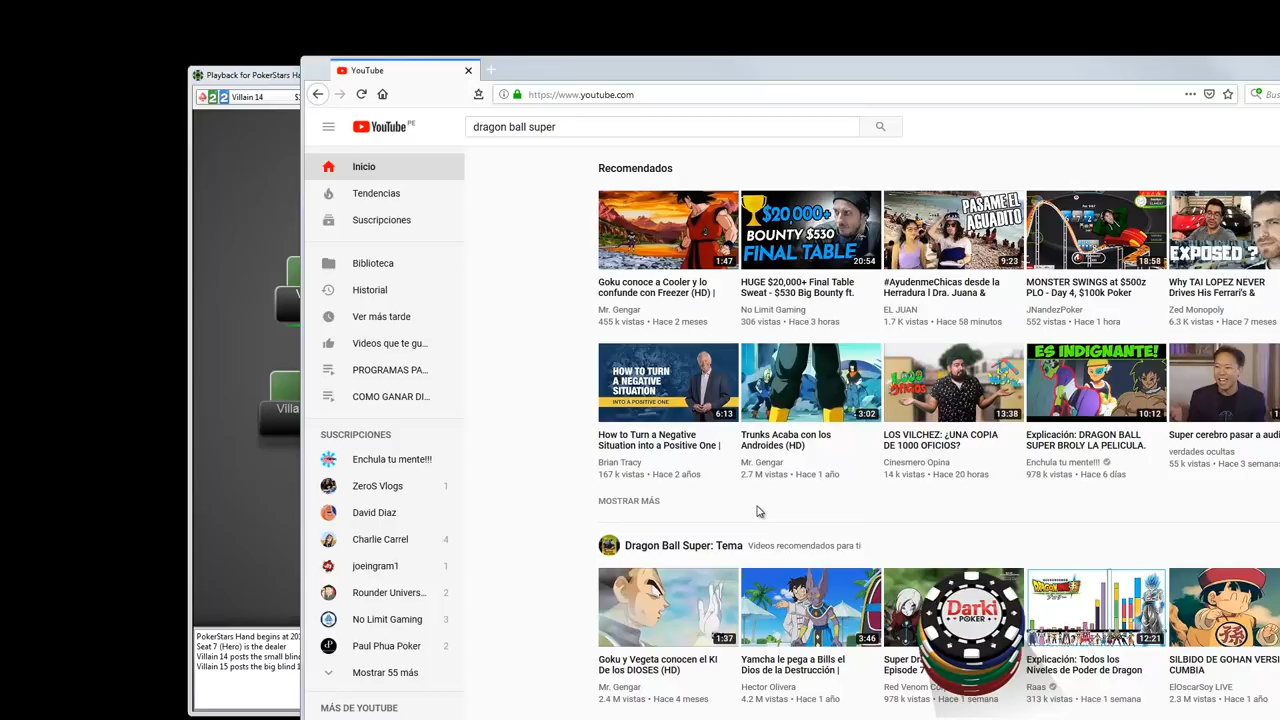 Playback for PokerStars Ha
22 Villain 14
YouTube
https://www.youtube.com
Bus
YouTube PE
dragon ball super
Inicio
Tendencias
Suscripciones
Biblioteca
Historial
Ver más tarde
Videos que te gu...
PROGRAMAS PA...
COMO GANAR DI...
SUSCRIPCIONES
Enchula tu mente!!!
ZeroS Vlogs 1
David Diaz
Charlie Carrel 4
joeingram1 1
Rounder Univers... 2
No Limit Gaming 3
Paul Phua Poker 2
Mostrar 55 más
MÁS DE YOUTUBE
Recomendados
1:47
$20,000+
BOUNTY $530
FINAL TABLE
20:54
PASAME EL
AGUADITO
9:23
18:58
EXPOSED ?
Goku conoce a Cooler y lo
confunde con Freezer (HD) |
Mr. Gengar
455 k vistas • Hace 2 meses
HUGE $20,000+ Final Table
Sweat - $530 Big Bounty ft.
No Limit Gaming
306 vistas • Hace 3 horas
#AyudenmeChicas desde la
Herradura l Dra. Juana &
EL JUAN
1.7 K vistas • Hace 58 minutos
MONSTER SWINGS at $500z
PLO - Day 4, $100k Poker
JNandezPoker
552 vistas • Hace 1 hora
Why TAI LOPEZ NEVER
Drives His Ferrari's &
Zed Monopoly
6.3 K vistas • Hace 7 meses
HOW TO TURN
A NEGATIVE
SITUATION
INTO A POSITIVE ONE
6:13
3:02
1000
OFICIOS
13:38
ES INDIGNANTE!
10:12
How to Turn a Negative
Situation into a Positive One |
Brian Tracy
167 k vistas • Hace 2 años
Trunks Acaba con los
Androides (HD)
Mr. Gengar
2.7 M vistas • Hace 1 año
LOS VILCHEZ: ¿UNA COPIA
DE 1000 OFICIOS?
Cinesmero Opina
14 k vistas • Hace 20 horas
Explicación: DRAGON BALL
SUPER BROLY LA PELICULA.
Enchula tu mente!!!
978 k vistas • Hace 6 días
Super cerebro pasar a audi
verdades ocultas
55 k vistas • Hace 3 semanas
MOSTRAR MÁS
Dragon Ball Super: Tema Videos recomendados para ti
1:37
3:46
Darki
POKER
12:21
Goku y Vegeta conocen el KI
De los DIOSES (HD)
Mr. Gengar
2.4 M vistas • Hace 4 meses
Yamcha le pega a Bills el
Dios de la Destrucción |
Hector Olivera
4.2 M vistas • Hace 1 año
Super Dr
Episode 7
Red Venom Co
978 k vistas • Hace 1 semana
Explicación: Todos los
Niveles de Poder de Dragon
Raas
313 k vistas • Hace 1 semana
SILBIDO DE GOHAN VERSI
CUMBIA
ElOscarSoy LIVE
2.3 M vistas • Hace 1 año
PokerStars Hand begins at 20
Seat 7 (Hero) is the dealer
Villain 14 posts the small blind
Villain 15 posts the big blind 1
Villa